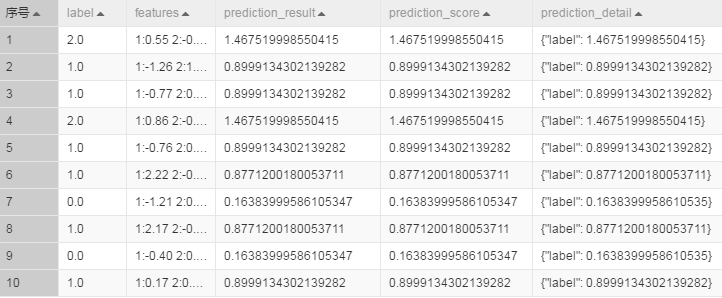 序号 label features prediction_result prediction_score prediction_detail
1 2.0 1:0.55 2:-0.... 1.467519998550415 1.467519998550415 {"label": 1.467519998550415}
2 1.0 1:-1.26 2:1.... 0.8999134302139282 0.8999134302139282 {"label": 0.8999134302139282}
3 1.0 1:-0.77 2:0.... 0.8999134302139282 0.8999134302139282 {"label": 0.8999134302139282}
4 2.0 1:0.86 2:-0.... 1.467519998550415 1.467519998550415 {"label": 1.467519998550415}
5 1.0 1:-0.76 2:0.... 0.8999134302139282 0.8999134302139282 {"label": 0.8999134302139282}
6 1.0 1:2.22 2:-0.... 0.8771200180053711 0.8771200180053711 {"label": 0.8771200180053711}
7 0.0 1:-1.21 2:0.... 0.16383999586105347 0.16383999586105347 {"label": 0.1638399958610535}
8 1.0 1:2.17 2:-0.... 0.8771200180053711 0.8771200180053711 {"label": 0.8771200180053711}
9 0.0 1:-0.40 2:0.... 0.16383999586105347 0.16383999586105347 {"label": 0.1638399958610535}
10 1.0 1:0.17 2:0.... 0.8999134302139282 0.8999134302139282 {"label": 0.8999134302139282}